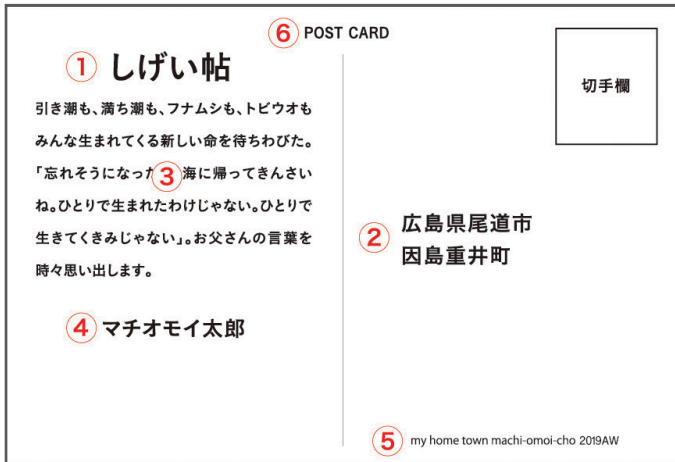 ⑥ POST CARD
① しげい帖
引き潮も、満ち潮も、フナムシも、トビウオも
みんな生まれてくる新しい命を待ちわびた。
「忘れそうになった ③ 海に帰ってきんさい
ね。ひとりで生まれたわけじゃない。ひとりで
生きてくきみじゃない」。お父さんの言葉を
時々思い出します。
④ マチオモイ太郎
切手欄
② 広島県尾道市
因島重井町
⑤ my home town machi-omoi-cho 2019AW